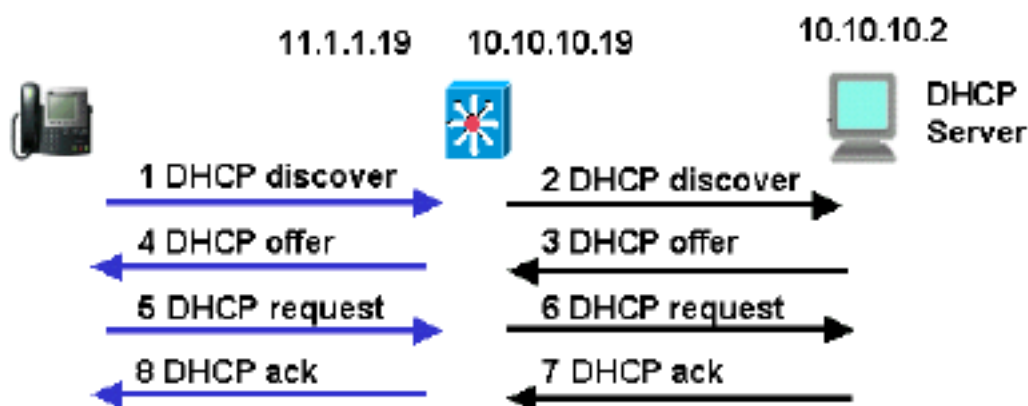 11.1.1.19 10.10.10.19 10.10.10.2
DHCP
Server
1 DHCP discover 2 DHCP discover
4 DHCP offer 3 DHCP offer
5 DHCP request 6 DHCP request
8 DHCP ack 7 DHCP ack